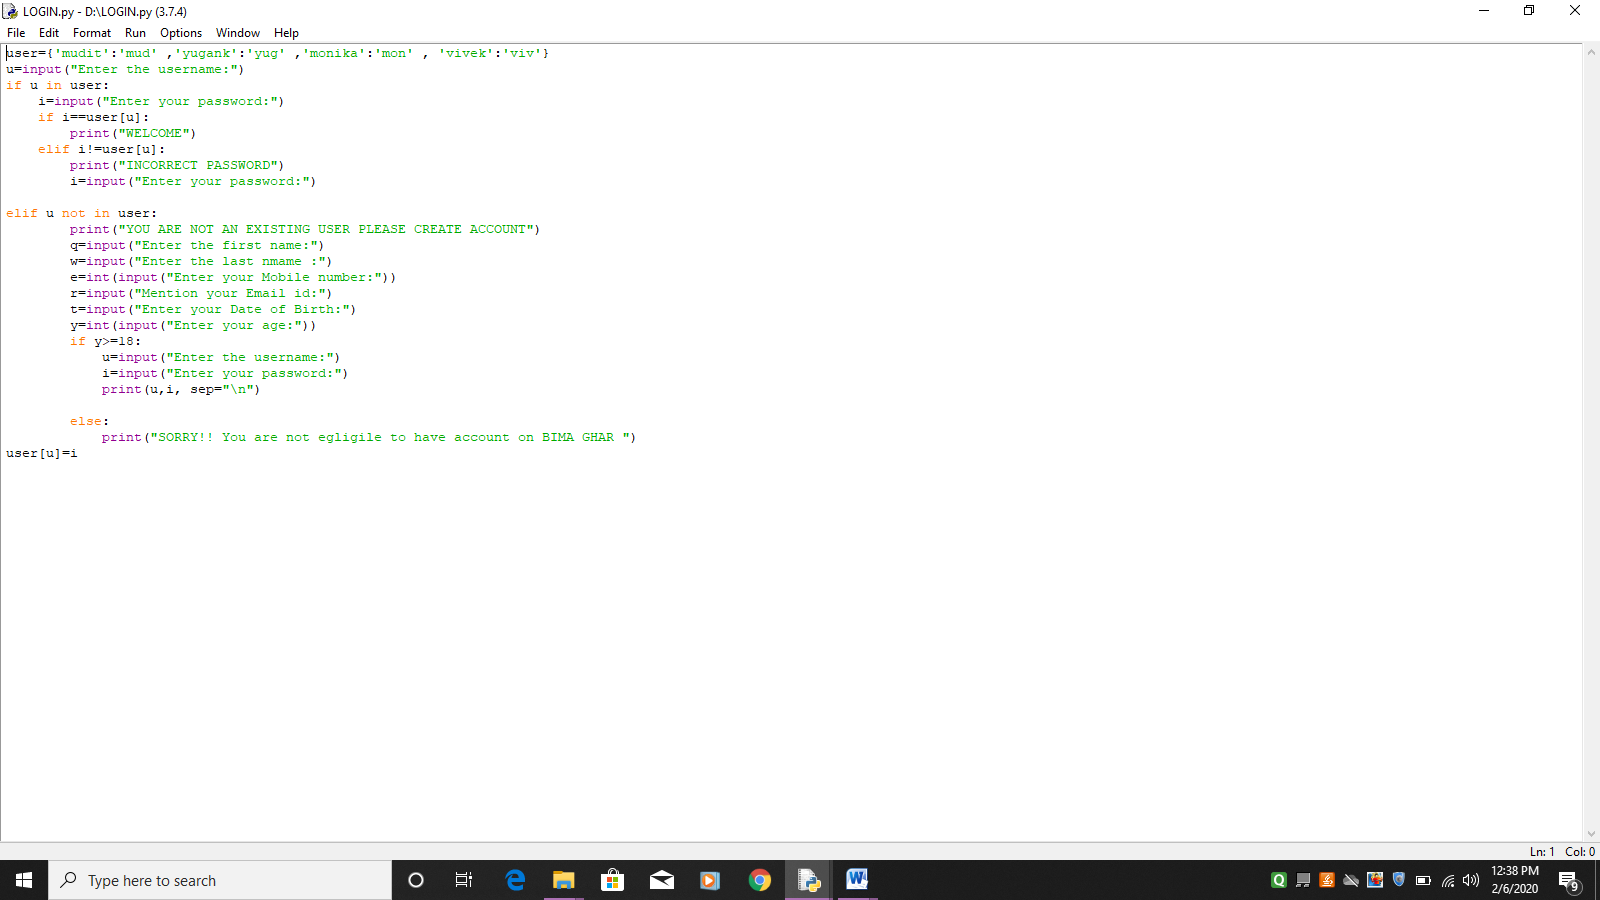 LOGIN.py - D:\LOGIN.py (3.7.4)
File Edit Format Run Options Window Help
user={'mudit':'mud' ,'yugank':'yug' ,'monika':'mon' , 'vivek':'viv'}
u=input("Enter the username:")
if u in user:
    i=input("Enter your password:")
    if i==user[u]:
        print("WELCOME")
    elif i!=user[u]:
        print("INCORRECT PASSWORD")
        i=input("Enter your password:")
elif u not in user:
        print("YOU ARE NOT AN EXISTING USER PLEASE CREATE ACCOUNT")
        q=input("Enter the first name:")
        w=input("Enter the last nmame :")
        e=int(input("Enter your Mobile number:"))
        r=input("Mention your Email id:")
        t=input("Enter your Date of Birth:")
        y=int(input("Enter your age:"))
        if y>=18:
            u=input("Enter the username:")
            i=input("Enter your password:")
            print(u,i, sep="\n")
        else:
            print("SORRY!! You are not egligile to have account on BIMA GHAR ")
user[u]=i
Ln: 1 Col: 0
Type here to search
12:38 PM
2/6/2020
9